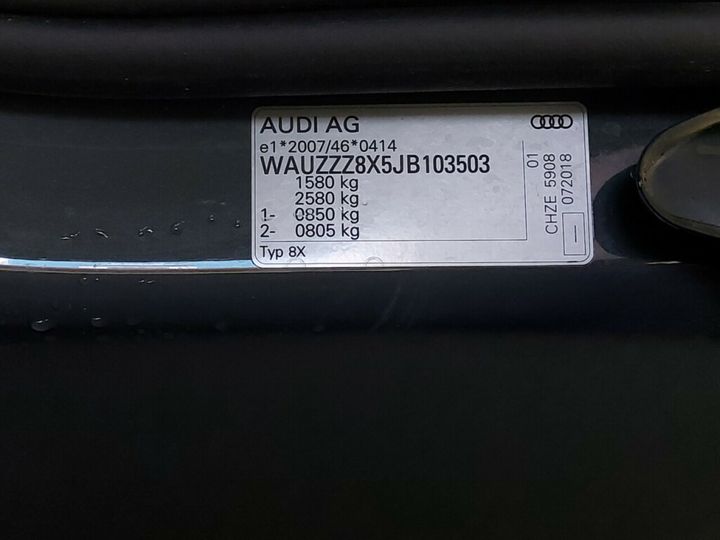 AUDI AG
e1*2007/46*0414
WAUZZZ8X5JB103503
1580 kg
2580 kg
1- 0850 kg
2- 0805 kg
Typ 8X
01
CHZE 5908
072018